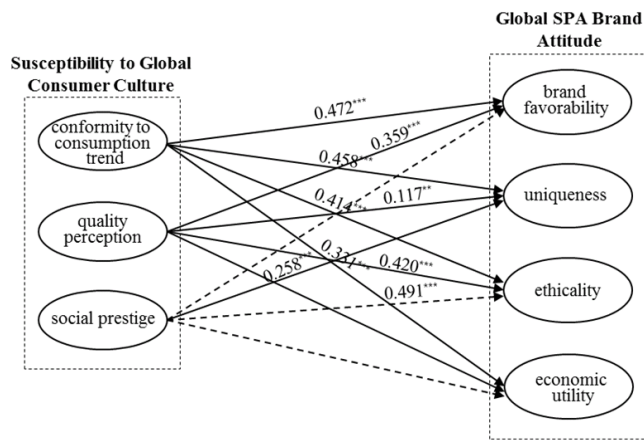 Global SPA Brand
Attitude
Susceptibility to Global
Consumer Culture
brand
favorability
conformity to
consumption
trend
0.472***
0.359***
0.458***
uniqueness
0.414***
0.117**
quality
perception
0.258***
0.420***
ethicality
0.491***
social prestige
economic
utility